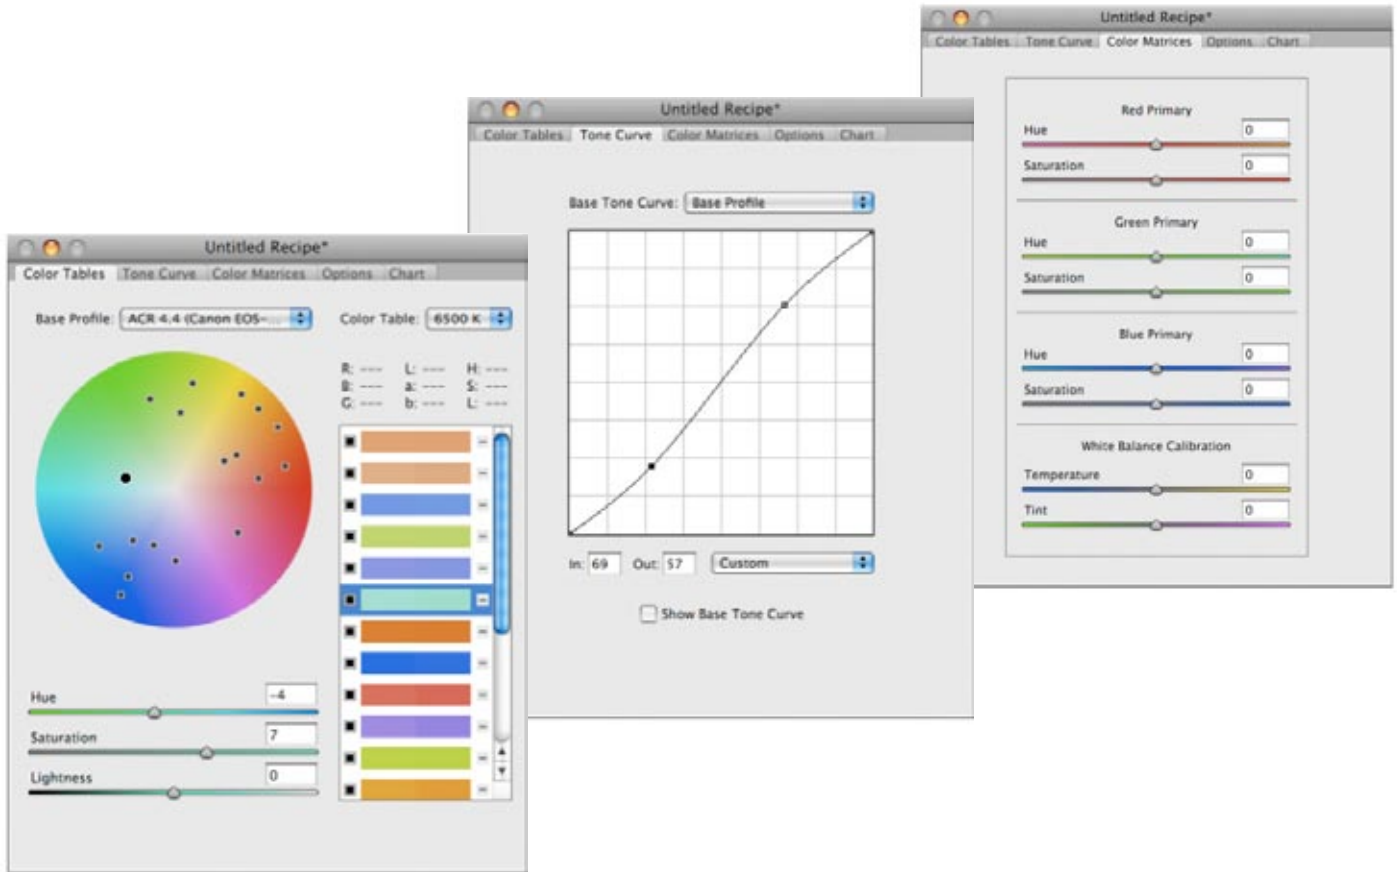 Untitled Recipe*
Color Tables Tone Curve Color Matrices Options Chart
Base Profile: ACR 4.4 (Canon EOS-... Color Table: 6500 K
R: --- L: --- H: ---
B: --- a: --- S: ---
G: --- b: --- L: ---
Hue -4
Saturation 7
Lightness 0
Untitled Recipe*
Color Tables Tone Curve Color Matrices Options Chart
Base Tone Curve: Base Profile
In: 69 Out: 57 Custom
Show Base Tone Curve
Untitled Recipe*
Color Tables Tone Curve Color Matrices Options Chart
Red Primary
Hue 0
Saturation 0
Green Primary
Hue 0
Saturation 0
Blue Primary
Hue 0
Saturation 0
White Balance Calibration
Temperature 0
Tint 0